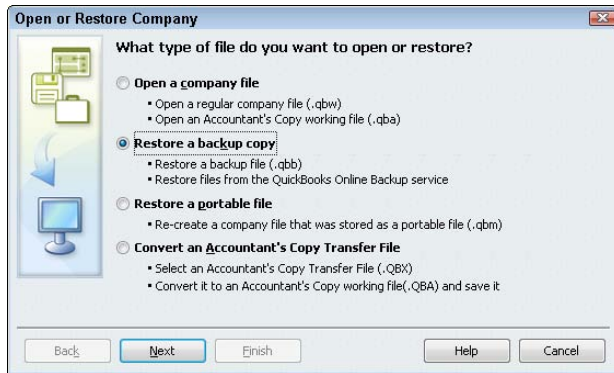 Open or Restore Company
What type of file do you want to open or restore?
Open a company file
• Open a regular company file (.qbw)
• Open an Accountant's Copy working file (.qba)
Restore a backup copy
• Restore a backup file (.qbb)
• Restore files from the QuickBooks Online Backup service
Restore a portable file
• Re-create a company file that was stored as a portable file (.qbm)
Convert an Accountant's Copy Transfer File
• Select an Accountant's Copy Transfer File (.QBX)
• Convert it to an Accountant's Copy working file(.QBA) and save it
Back Next Finish Help Cancel